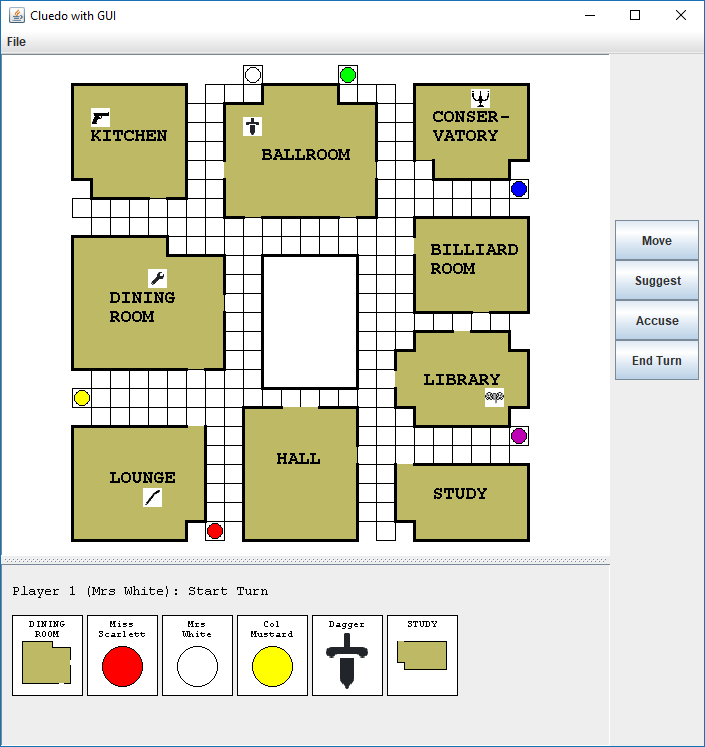 Cluedo with GUI
File
KITCHEN
BALLROOM
CONSER-
VATORY
BILLIARD
ROOM
DINING
ROOM
LIBRARY
HALL
LOUNGE
STUDY
Move
Suggest
Accuse
End Turn
Player 1 (Mrs White): Start Turn
DINING
ROOM
Miss
Scarlett
Mrs
White
Col
Mustard
Dagger
STUDY